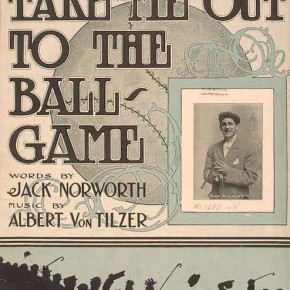 TAKE ME OUT
TO THE
BALL-
GAME
WORDS BY
JACK NORWORTH
MUSIC BY
ALBERT VON TILZER